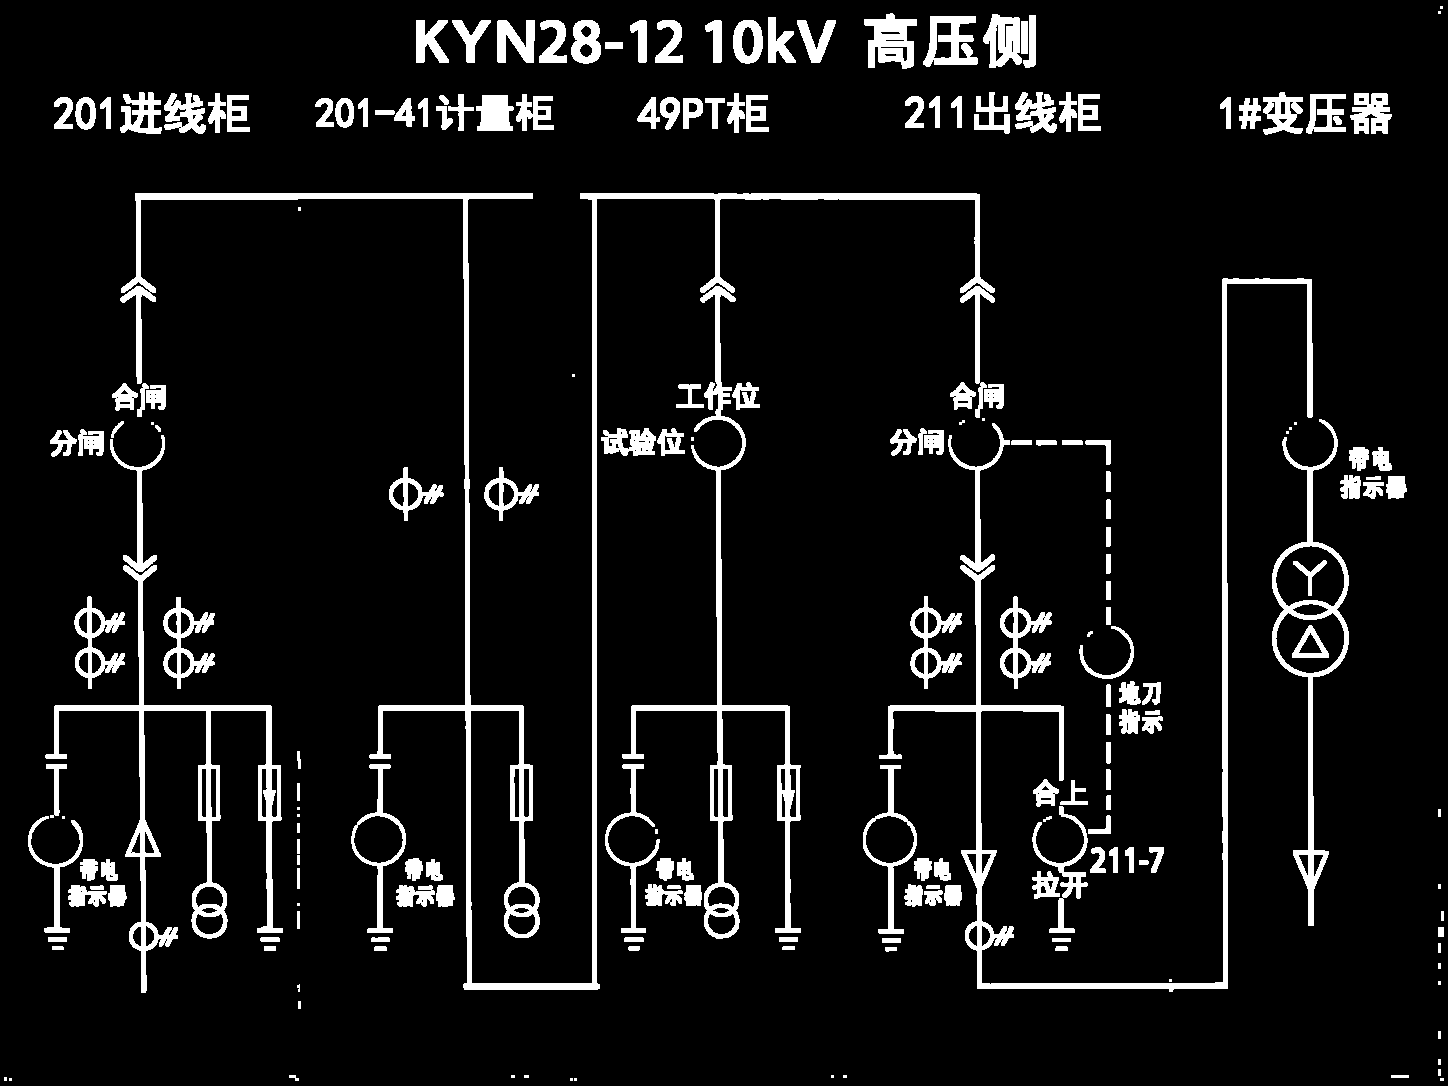 KYN28-12 10kV 高压侧
201进线柜 201-41计量柜 49PT柜 211出线柜 1#变压器
合闸 工作位 合闸
分闸 试验位 分闸
带电
指示器
地刀
指示
合上
211-7
拉开
带电
指示器
带电
指示器
带电
指示器
带电
指示器